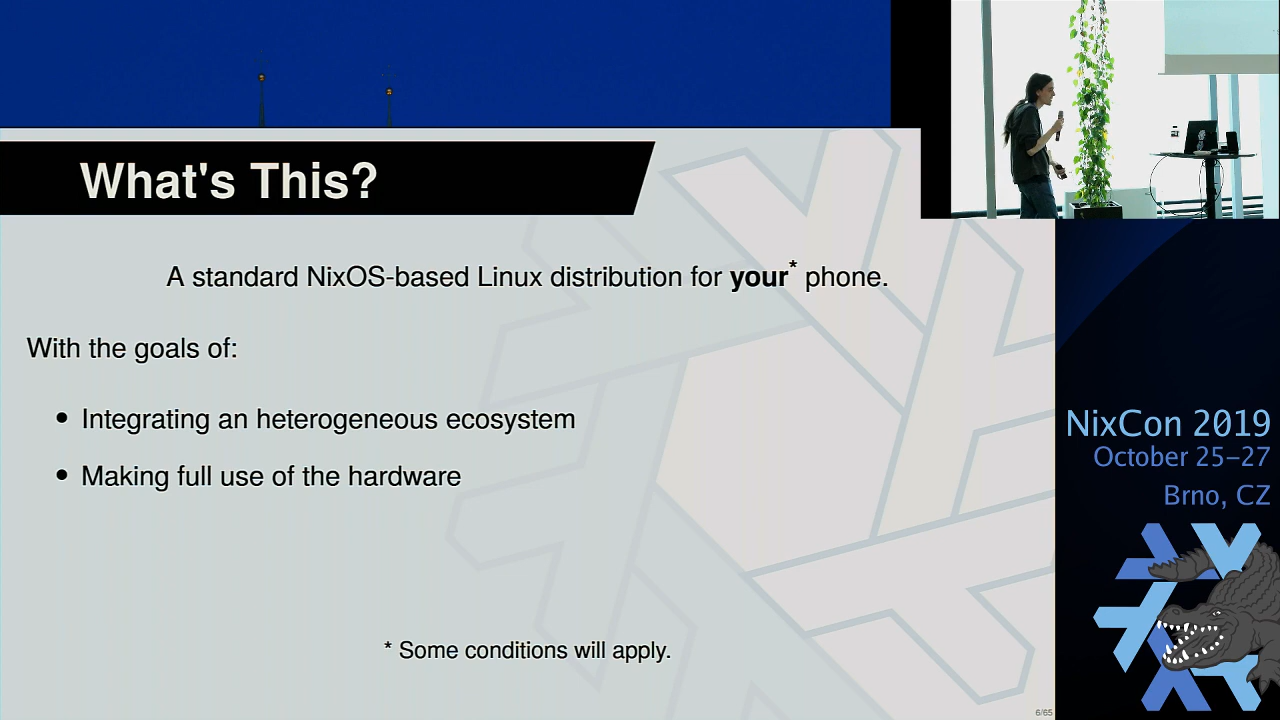 What's This?
A standard NixOS-based Linux distribution for your* phone.
With the goals of:
• Integrating an heterogeneous ecosystem
• Making full use of the hardware
* Some conditions will apply.
6/65
NixCon 2019
October 25–27
Brno, CZ